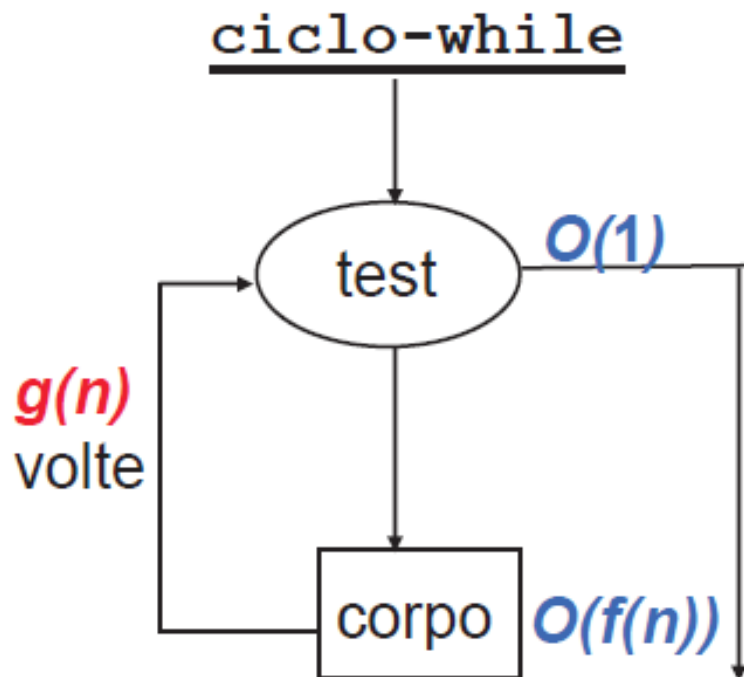 ciclo-while
test
O(1)
g(n)
volte
corpo
O(f(n))